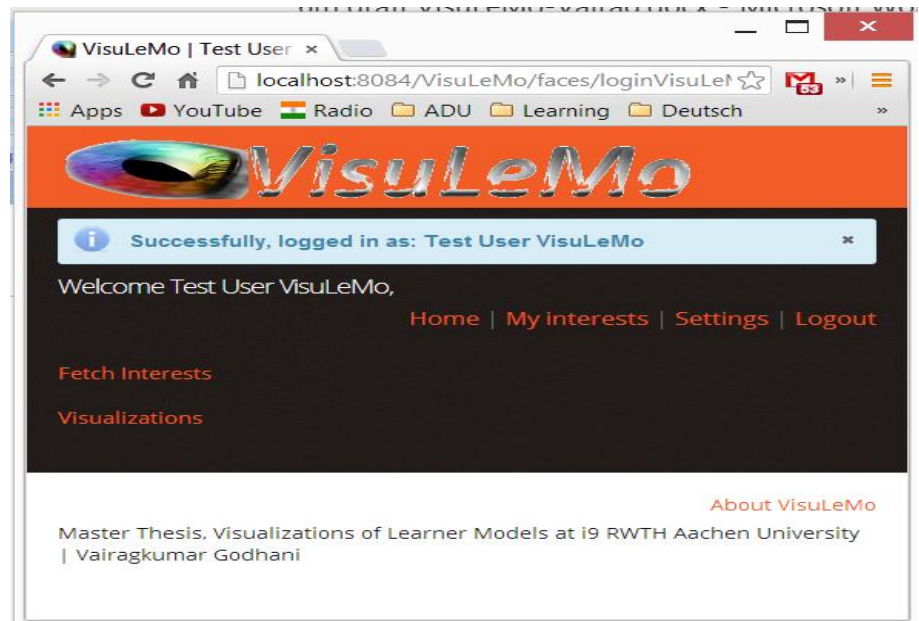 VisuLeMo | Test User
localhost:8084/VisuLeMo/faces/loginVisuLeM
53
Apps YouTube Radio ADU Learning Deutsch
VisuLeMo
Successfully, logged in as: Test User VisuLeMo
Welcome Test User VisuLeMo,
Home | My interests | Settings | Logout
Fetch Interests
Visualizations
About VisuLeMo
Master Thesis, Visualizations of Learner Models at i9 RWTH Aachen University
| Vairagkumar Godhani